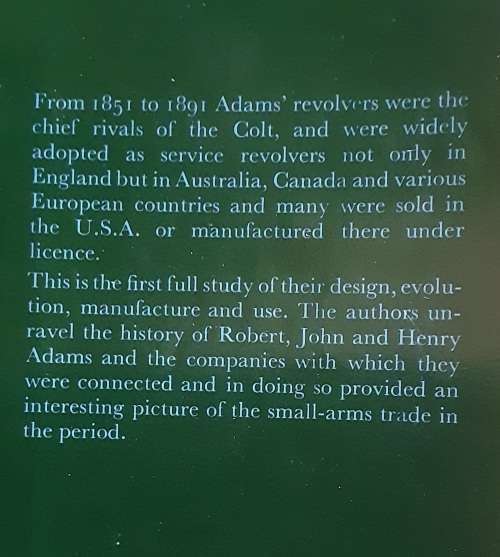 From 1851 to 1891 Adams' revolvers were the
chief rivals of the Colt, and were widely
adopted as service revolvers not only in
England but in Australia, Canada and various
European countries and many were sold in
the U.S.A. or manufactured there under
licence.
This is the first full study of their design, evolu-
tion, manufacture and use. The authors un-
ravel the history of Robert, John and Henry
Adams and the companies with which they
were connected and in doing so provided an
interesting picture of the small-arms trade in
the period.